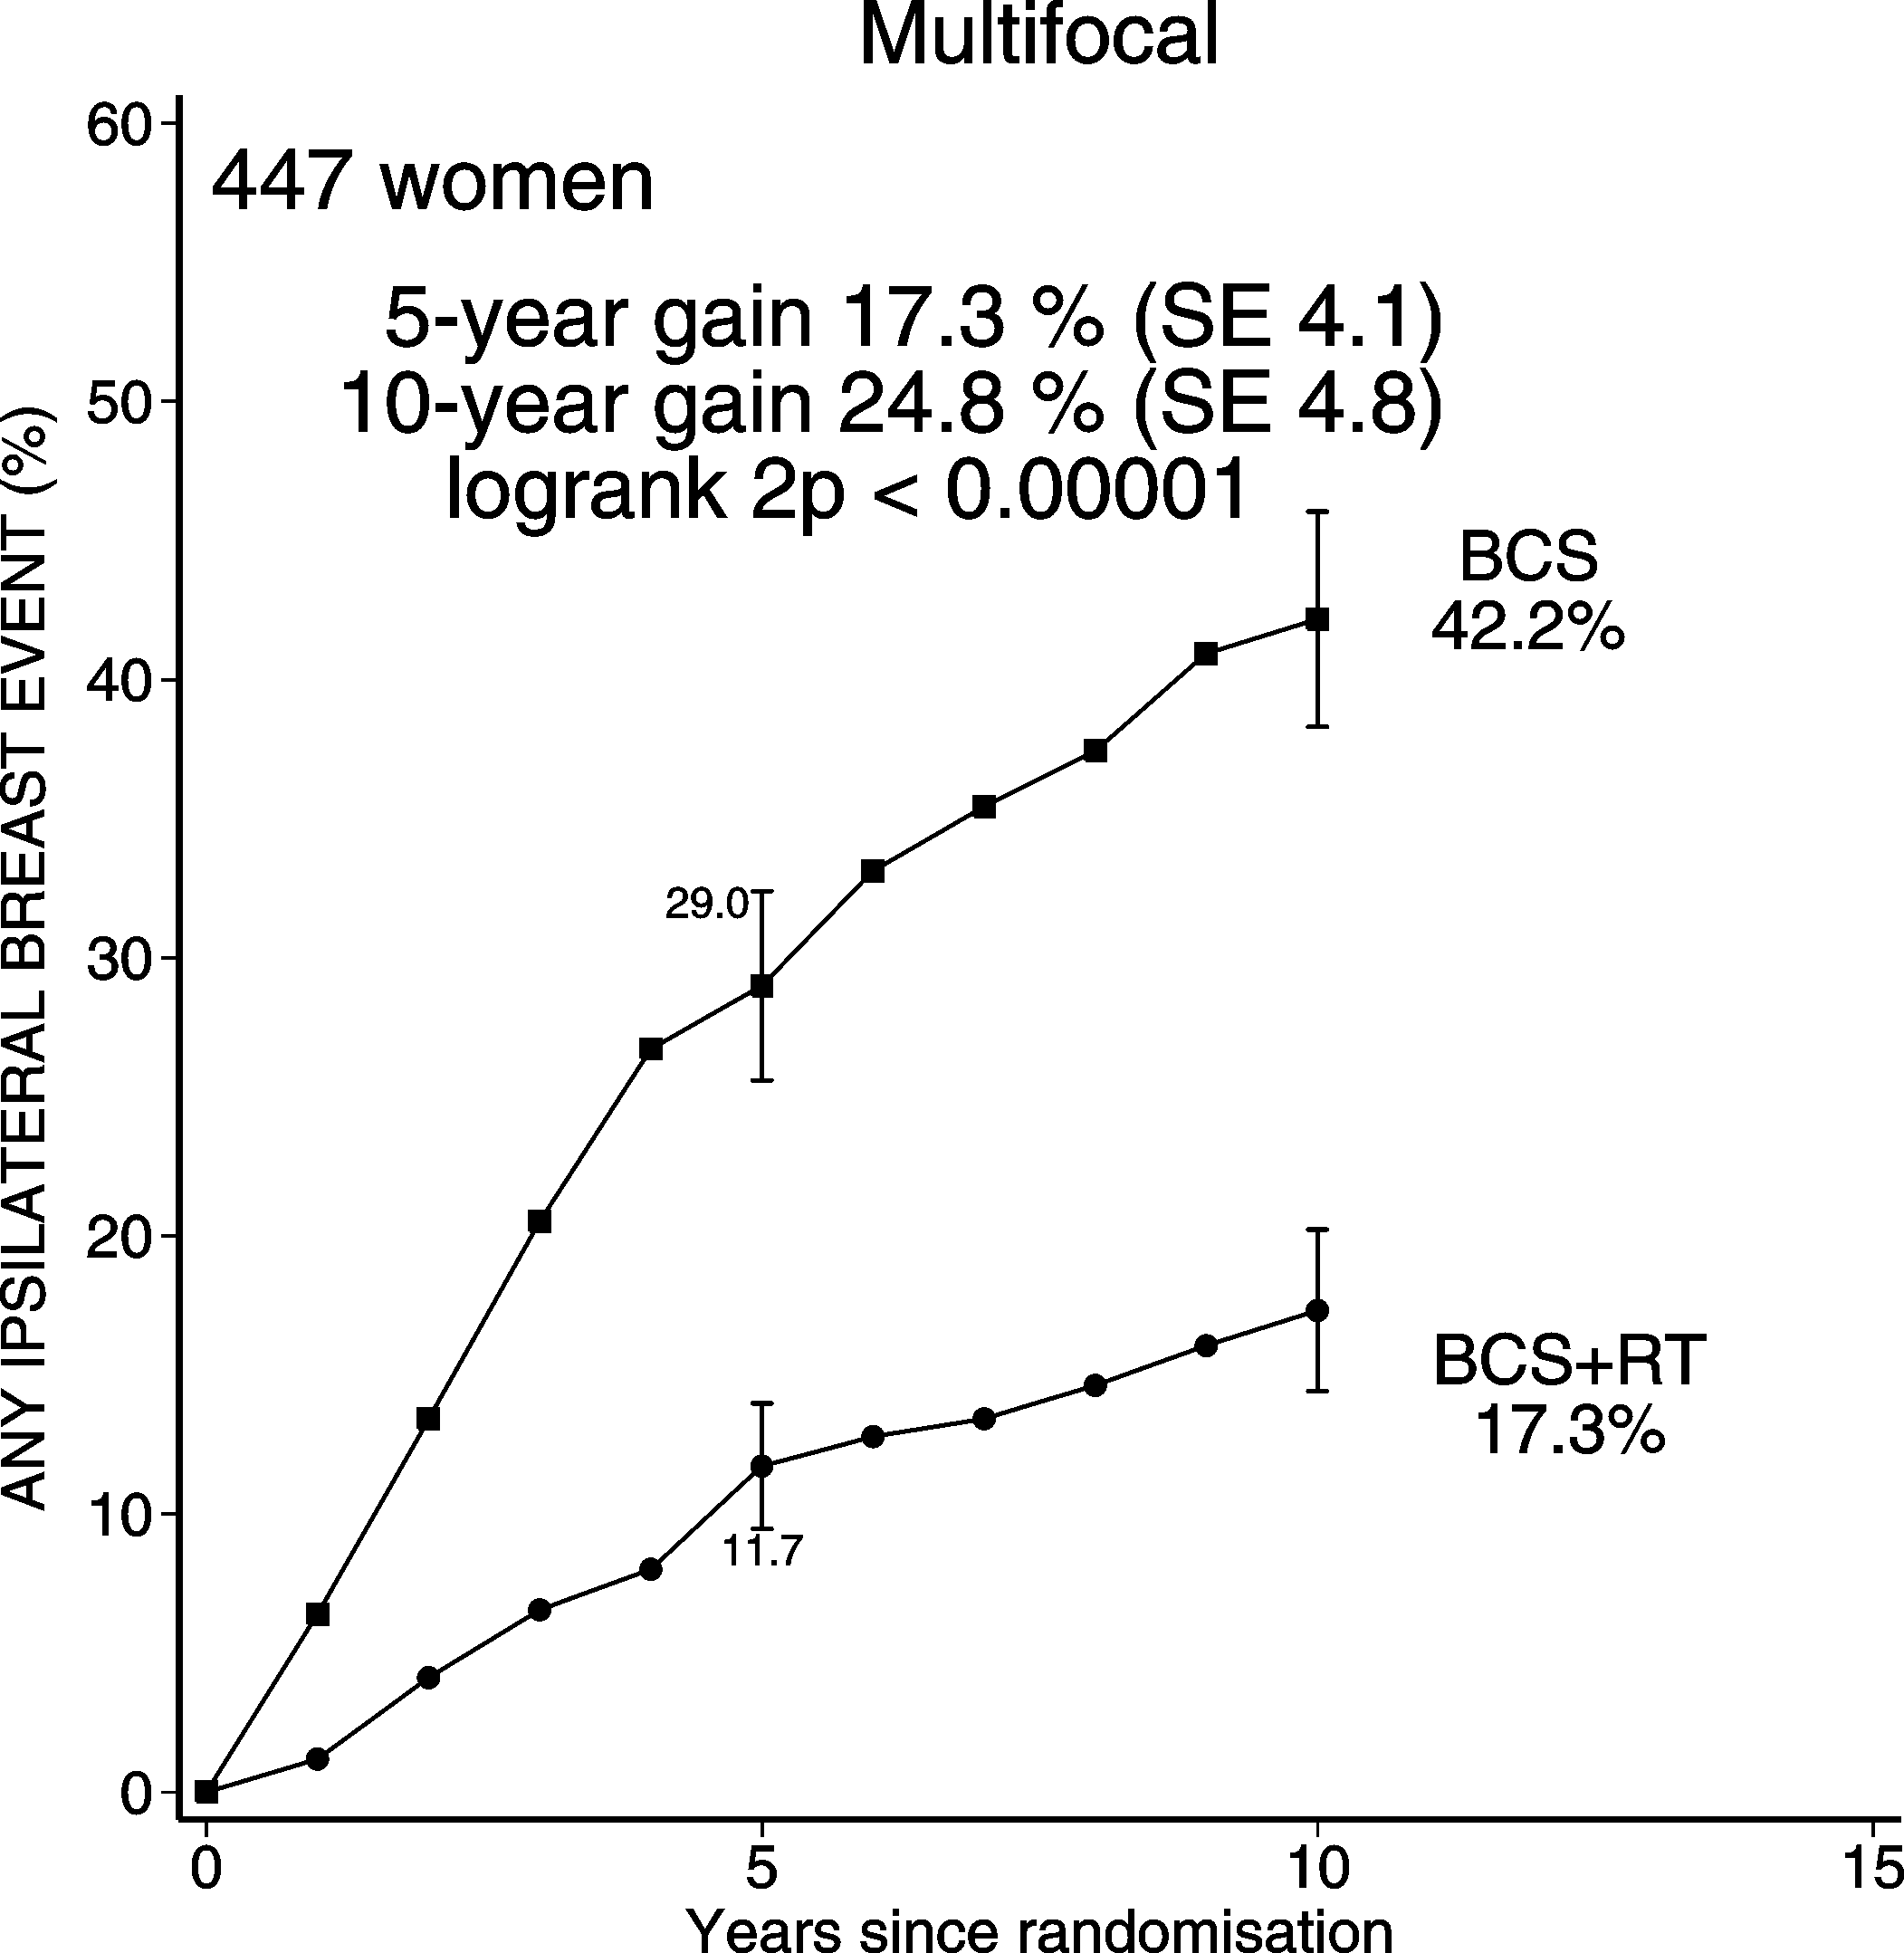 Multifocal
60
447 women
5-year gain 17.3 % (SE 4.1)
10-year gain 24.8 % (SE 4.8)
logrank 2p < 0.00001
50
40
30
20
10
0
ANY IPSILATERAL BREAST EVENT (%)
BCS
42.2%
29.0
BCS+RT
17.3%
11.7
0
5
10
15
Years since randomisation